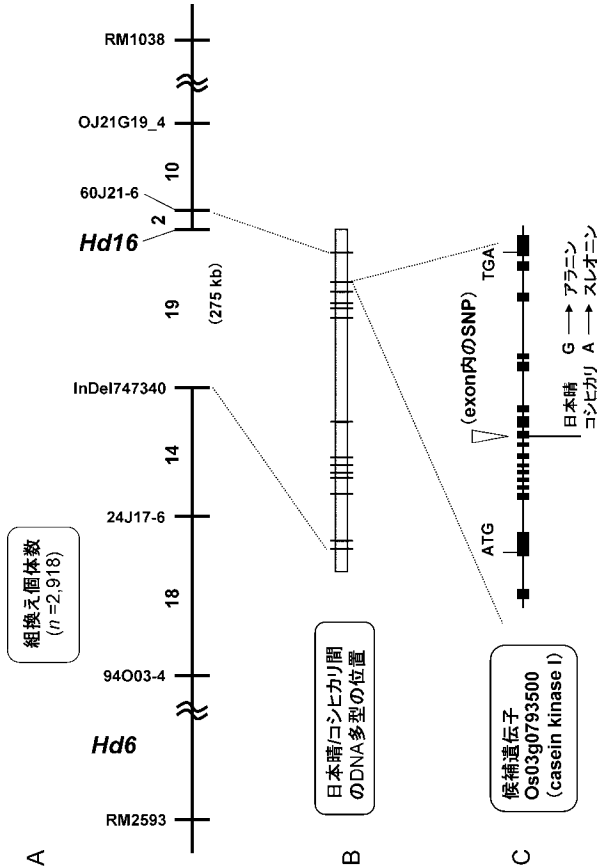 A
組換え個体数
(n =2,918)
RM2593
Hd6
94O03-4
18
24J17-6
14
InDel747340
19
(275 kb)
Hd16
2
60J21-6
10
OJ21G19_4
RM1038
B
日本晴/コシヒカリ間
のDNA多型の位置
C
候補遺伝子
Os03g0793500
(casein kinase I)
ATG
(exon内のSNP)
TGA
日本晴 G → アラニン
コシヒカリ A → スレオニン